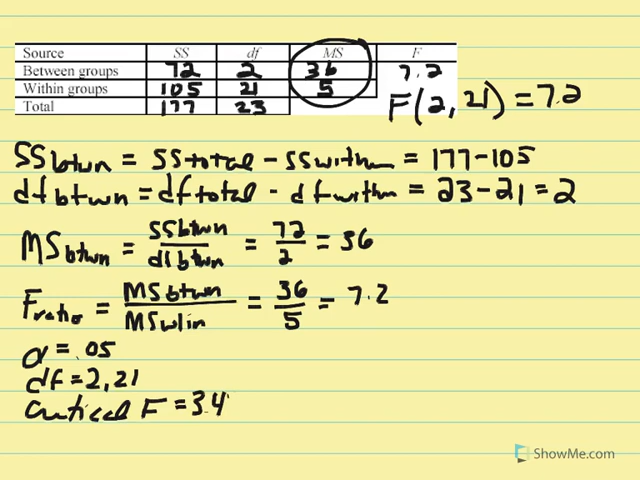 Source SS df MS F
Between groups 72 2 36 7.2
Within groups 105 21 5
Total 177 23
F(2, 21) = 7.2
SSbtwn = SStotal - SSwithin = 177-105
dfbtwn = dftotal - dfwithin = 23-21 = 2
MSbtwn = SSbtwn / dfbtwn = 72 / 2 = 36
Fratio = MSbtwn / MSw/in = 36 / 5 = 7.2
α = .05
df = 2, 21
Critical F = 3.4
ShowMe.com